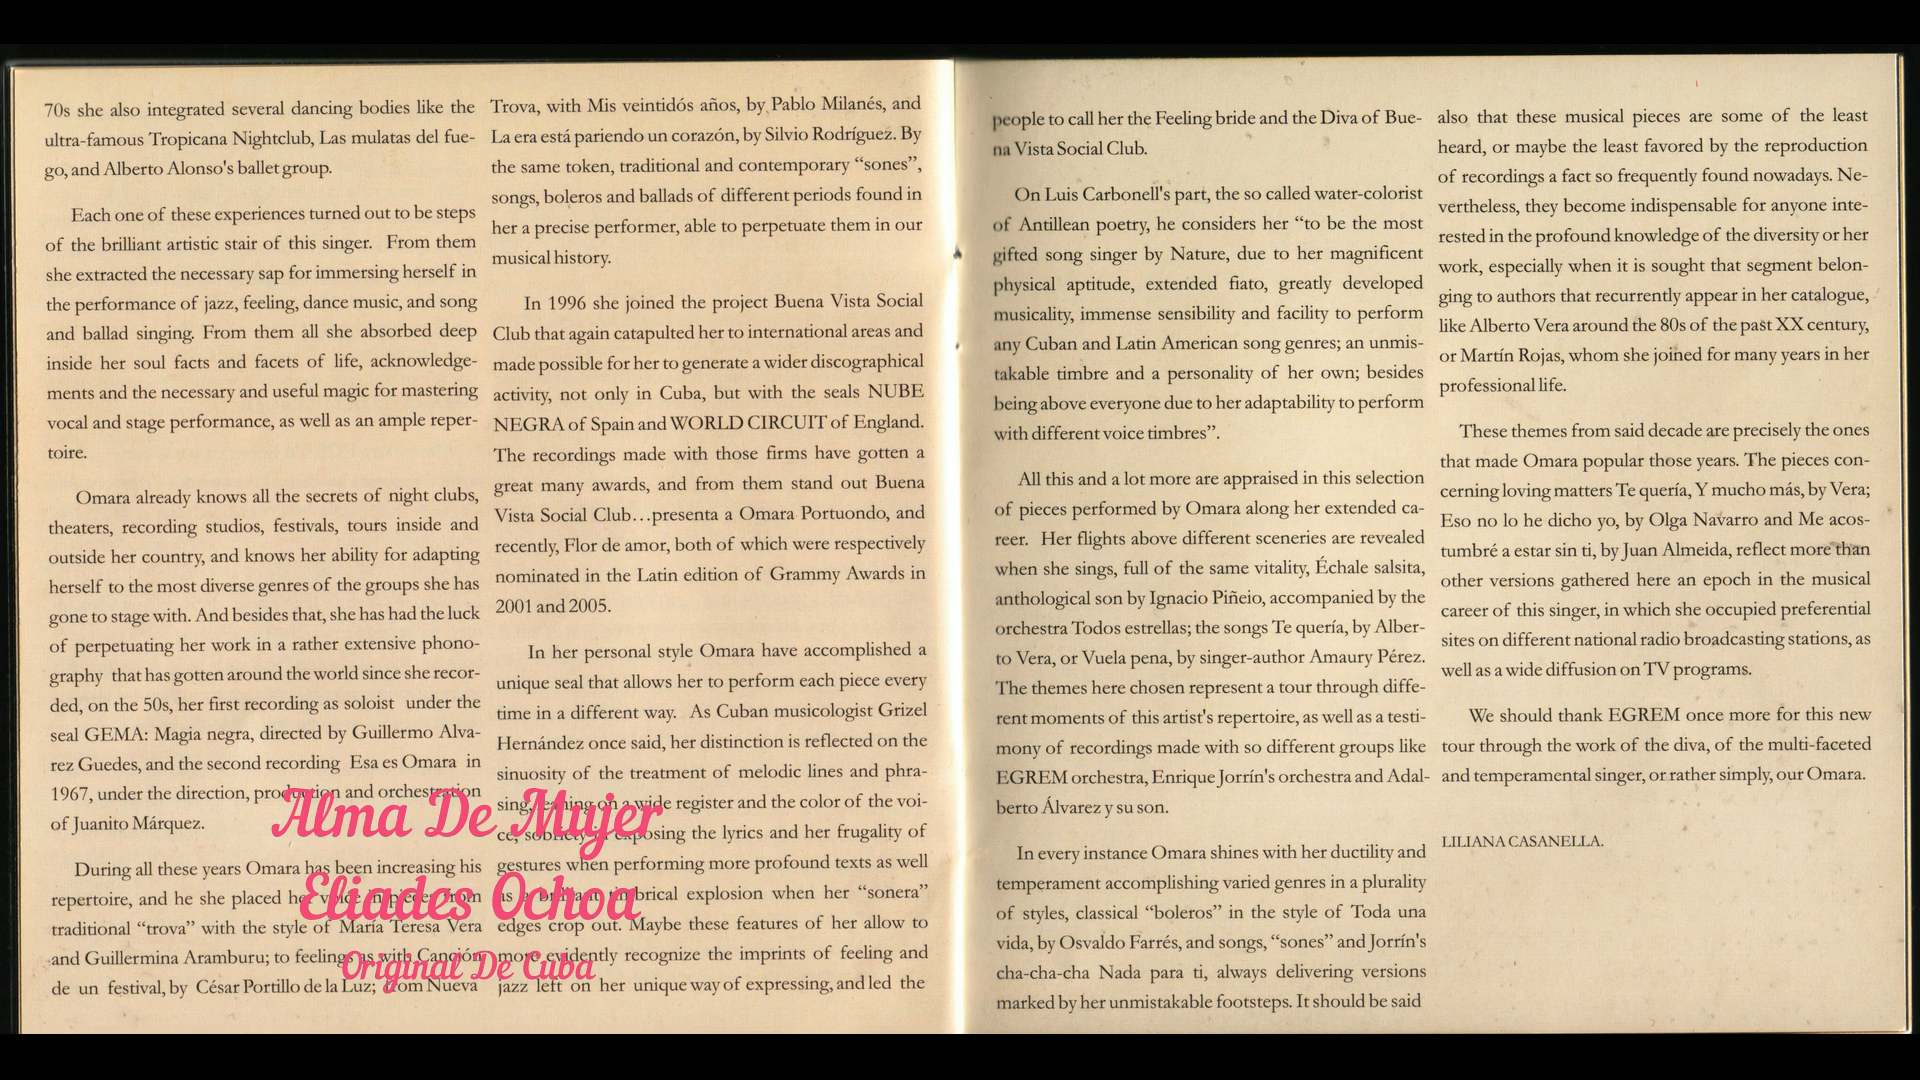 70s she also integrated several dancing bodies like the
ultra-famous Tropicana Nightclub, Las mulatas del fue-
go, and Alberto Alonso's ballet group.
Each one of these experiences turned out to be steps
of the brilliant artistic stair of this singer. From them
she extracted the necessary sap for immersing herself in
the performance of jazz, feeling, dance music, and song
and ballad singing. From them all she absorbed deep
inside her soul facts and facets of life, acknowledge-
ments and the necessary and useful magic for mastering
vocal and stage performance, as well as an ample reper-
toire.
Omara already knows all the secrets of night clubs,
theaters, recording studios, festivals, tours inside and
outside her country, and knows her ability for adapting
herself to the most diverse genres of the groups she has
gone to stage with. And besides that, she has had the luck
of perpetuating her work in a rather extensive phono-
graphy that has gotten around the world since she recor-
ded, on the 50s, her first recording as soloist under the
seal GEMA: Magia negra, directed by Guillermo Alva-
rez Guedes, and the second recording Esa es Omara in
1967, under the direction, production and orchestration
of Juanito Márquez.
During all these years Omara has been increasing his
repertoire, and he she placed her voice in pieces from
traditional “trova” with the style of María Teresa Vera
and Guillermina Aramburu; to feelings as with Canción
de un festival, by César Portillo de la Luz; from Nueva
Trova, with Mis veintidós años, by Pablo Milanés, and
La era está pariendo un corazón, by Silvio Rodríguez. By
the same token, traditional and contemporary “sones”,
songs, boleros and ballads of different periods found in
her a precise performer, able to perpetuate them in our
musical history.
In 1996 she joined the project Buena Vista Social
Club that again catapulted her to international areas and
made possible for her to generate a wider discographical
activity, not only in Cuba, but with the seals NUBE
NEGRA of Spain and WORLD CIRCUIT of England.
The recordings made with those firms have gotten a
great many awards, and from them stand out Buena
Vista Social Club…presenta a Omara Portuondo, and
recently, Flor de amor, both of which were respectively
nominated in the Latin edition of Grammy Awards in
2001 and 2005.
In her personal style Omara have accomplished a
unique seal that allows her to perform each piece every
time in a different way. As Cuban musicologist Grizel
Hernández once said, her distinction is reflected on the
sinuosity of the treatment of melodic lines and phra-
sing, leaning on a wide register and the color of the voi-
ce, sobriety in exposing the lyrics and her frugality of
gestures when performing more profound texts as well
as a brilliant timbrical explosion when her “sonera”
edges crop out. Maybe these features of her allow to
more evidently recognize the imprints of feeling and
jazz left on her unique way of expressing, and led the
Alma De Mujer
Eliades Ochoa
Original De Cuba
people to call her the Feeling bride and the Diva of Bue-
na Vista Social Club.
On Luis Carbonell's part, the so called water-colorist
of Antillean poetry, he considers her “to be the most
gifted song singer by Nature, due to her magnificent
physical aptitude, extended fiato, greatly developed
musicality, immense sensibility and facility to perform
any Cuban and Latin American song genres; an unmis-
takable timbre and a personality of her own; besides
being above everyone due to her adaptability to perform
with different voice timbres”.
All this and a lot more are appraised in this selection
of pieces performed by Omara along her extended ca-
reer. Her flights above different sceneries are revealed
when she sings, full of the same vitality, Échale salsita,
anthological son by Ignacio Piñeio, accompanied by the
orchestra Todos estrellas; the songs Te quería, by Alber-
to Vera, or Vuela pena, by singer-author Amaury Pérez.
The themes here chosen represent a tour through diffe-
rent moments of this artist's repertoire, as well as a testi-
mony of recordings made with so different groups like
EGREM orchestra, Enrique Jorrín's orchestra and Adal-
berto Álvarez y su son.
In every instance Omara shines with her ductility and
temperament accomplishing varied genres in a plurality
of styles, classical “boleros” in the style of Toda una
vida, by Osvaldo Farrés, and songs, “sones” and Jorrín's
cha-cha-cha Nada para ti, always delivering versions
marked by her unmistakable footsteps. It should be said
also that these musical pieces are some of the least
heard, or maybe the least favored by the reproduction
of recordings a fact so frequently found nowadays. Ne-
vertheless, they become indispensable for anyone inte-
rested in the profound knowledge of the diversity or her
work, especially when it is sought that segment belon-
ging to authors that recurrently appear in her catalogue,
like Alberto Vera around the 80s of the past XX century,
or Martín Rojas, whom she joined for many years in her
professional life.
These themes from said decade are precisely the ones
that made Omara popular those years. The pieces con-
cerning loving matters Te quería, Y mucho más, by Vera;
Eso no lo he dicho yo, by Olga Navarro and Me acos-
tumbré a estar sin ti, by Juan Almeida, reflect more than
other versions gathered here an epoch in the musical
career of this singer, in which she occupied preferential
sites on different national radio broadcasting stations, as
well as a wide diffusion on TV programs.
We should thank EGREM once more for this new
tour through the work of the diva, of the multi-faceted
and temperamental singer, or rather simply, our Omara.
LILIANA CASANELLA.